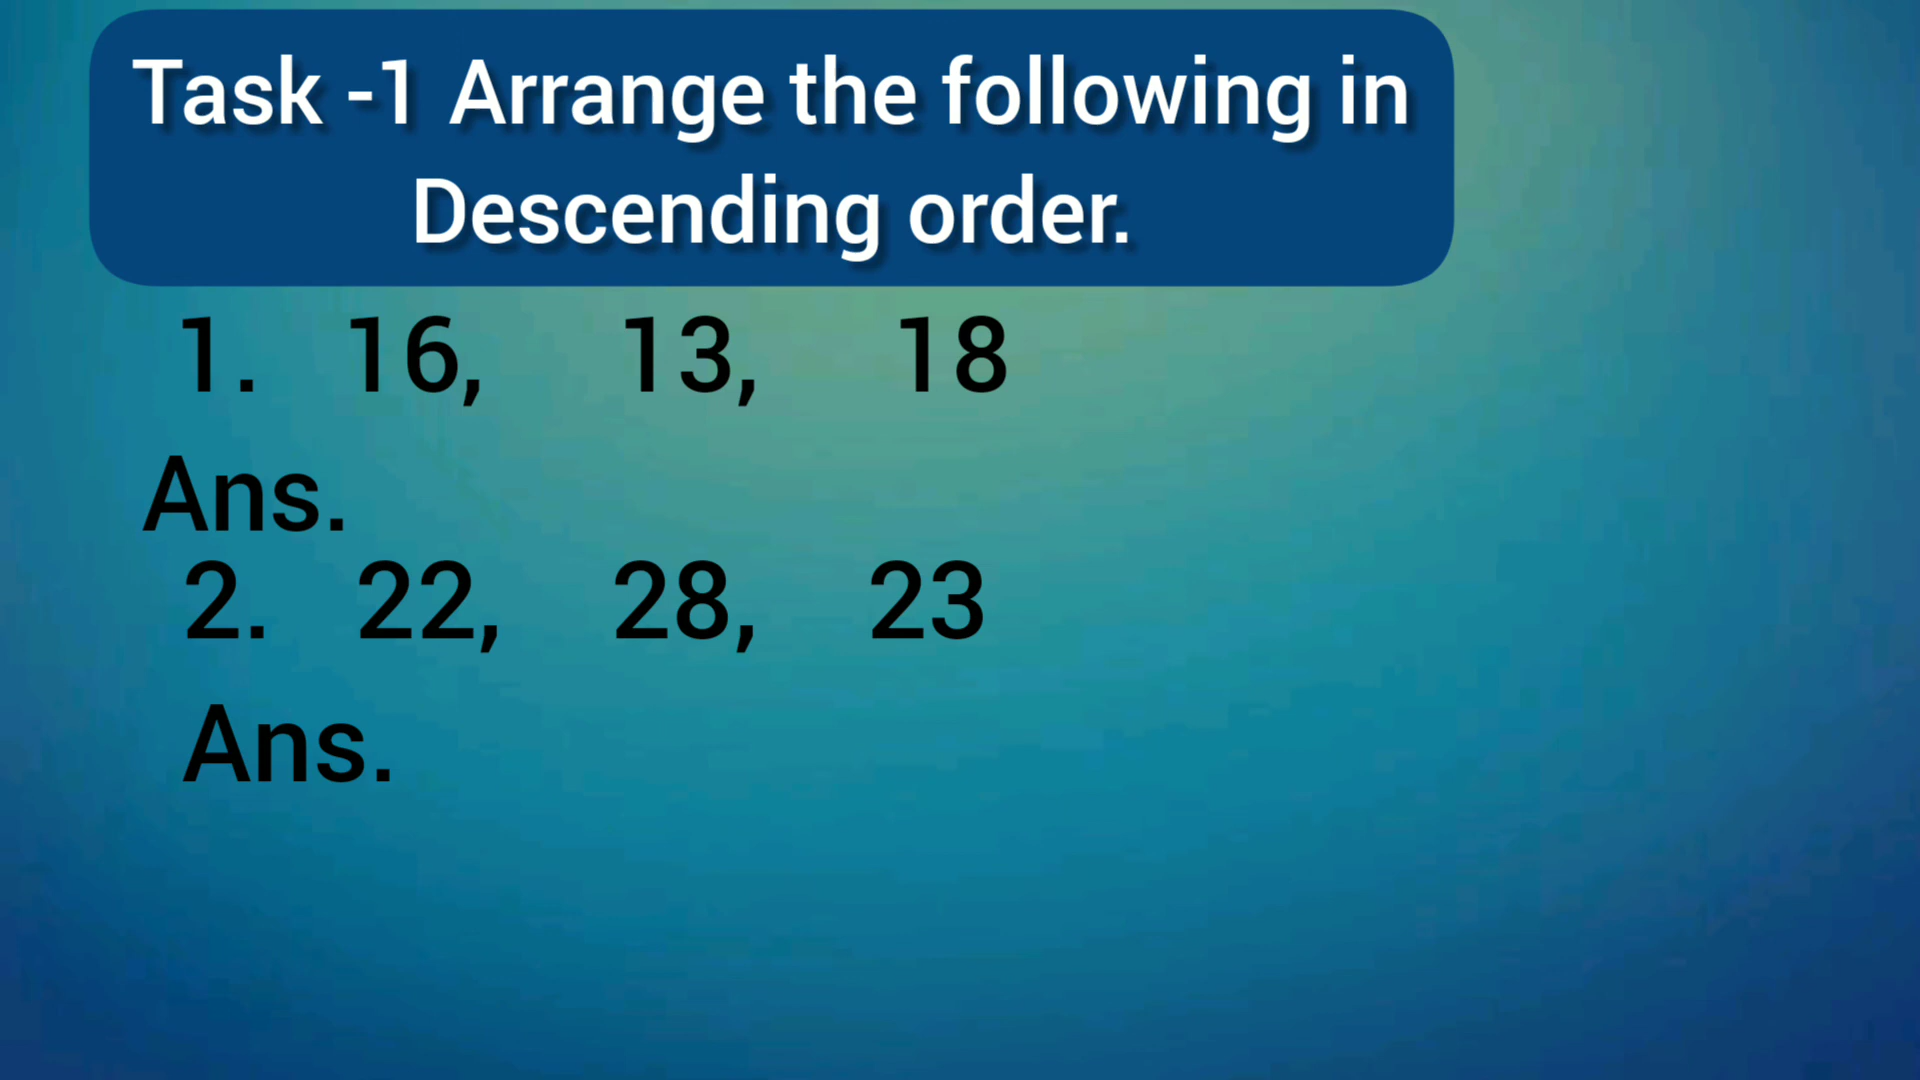 Task -1 Arrange the following in
Descending order.
1. 16, 13, 18
Ans.
2. 22, 28, 23
Ans.